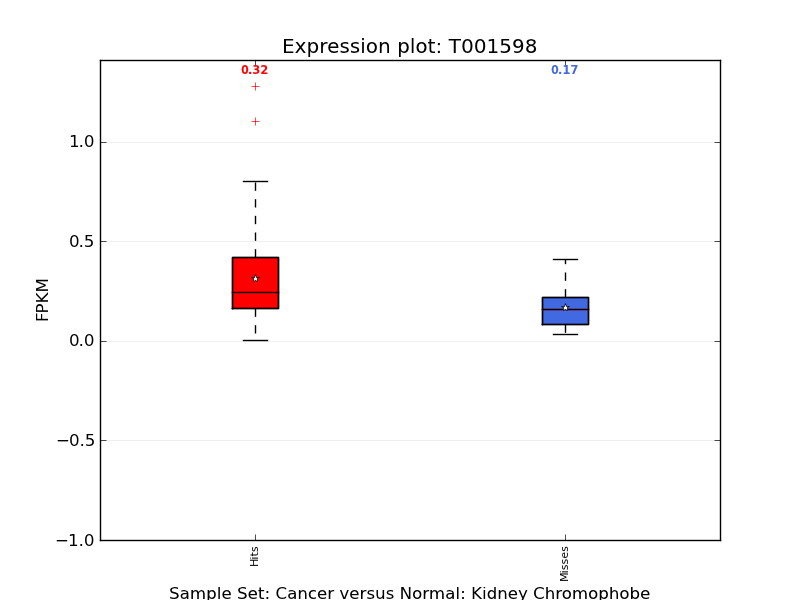 Expression plot: T001598
0.32
0.17
1.0
0.5
0.0
−0.5
−1.0
FPKM
Hits
Misses
Sample Set: Cancer versus Normal: Kidney Chromophobe